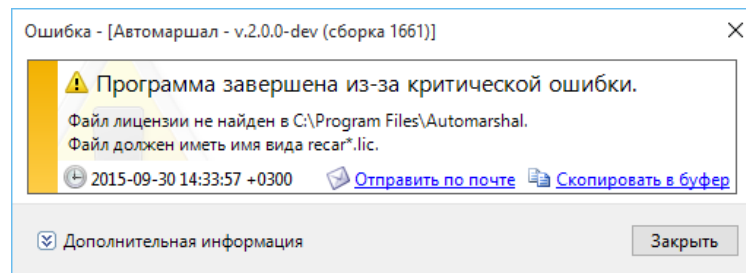 Ошибка - [Автомаршал - v.2.0.0-dev (сборка 1661)]
Программа завершена из-за критической ошибки.
Файл лицензии не найден в C:\Program Files\Automarshal.
Файл должен иметь имя вида recar*.lic.
2015-09-30 14:33:57 +0300 Отправить по почте Скопировать в буфер
Дополнительная информация Закрыть